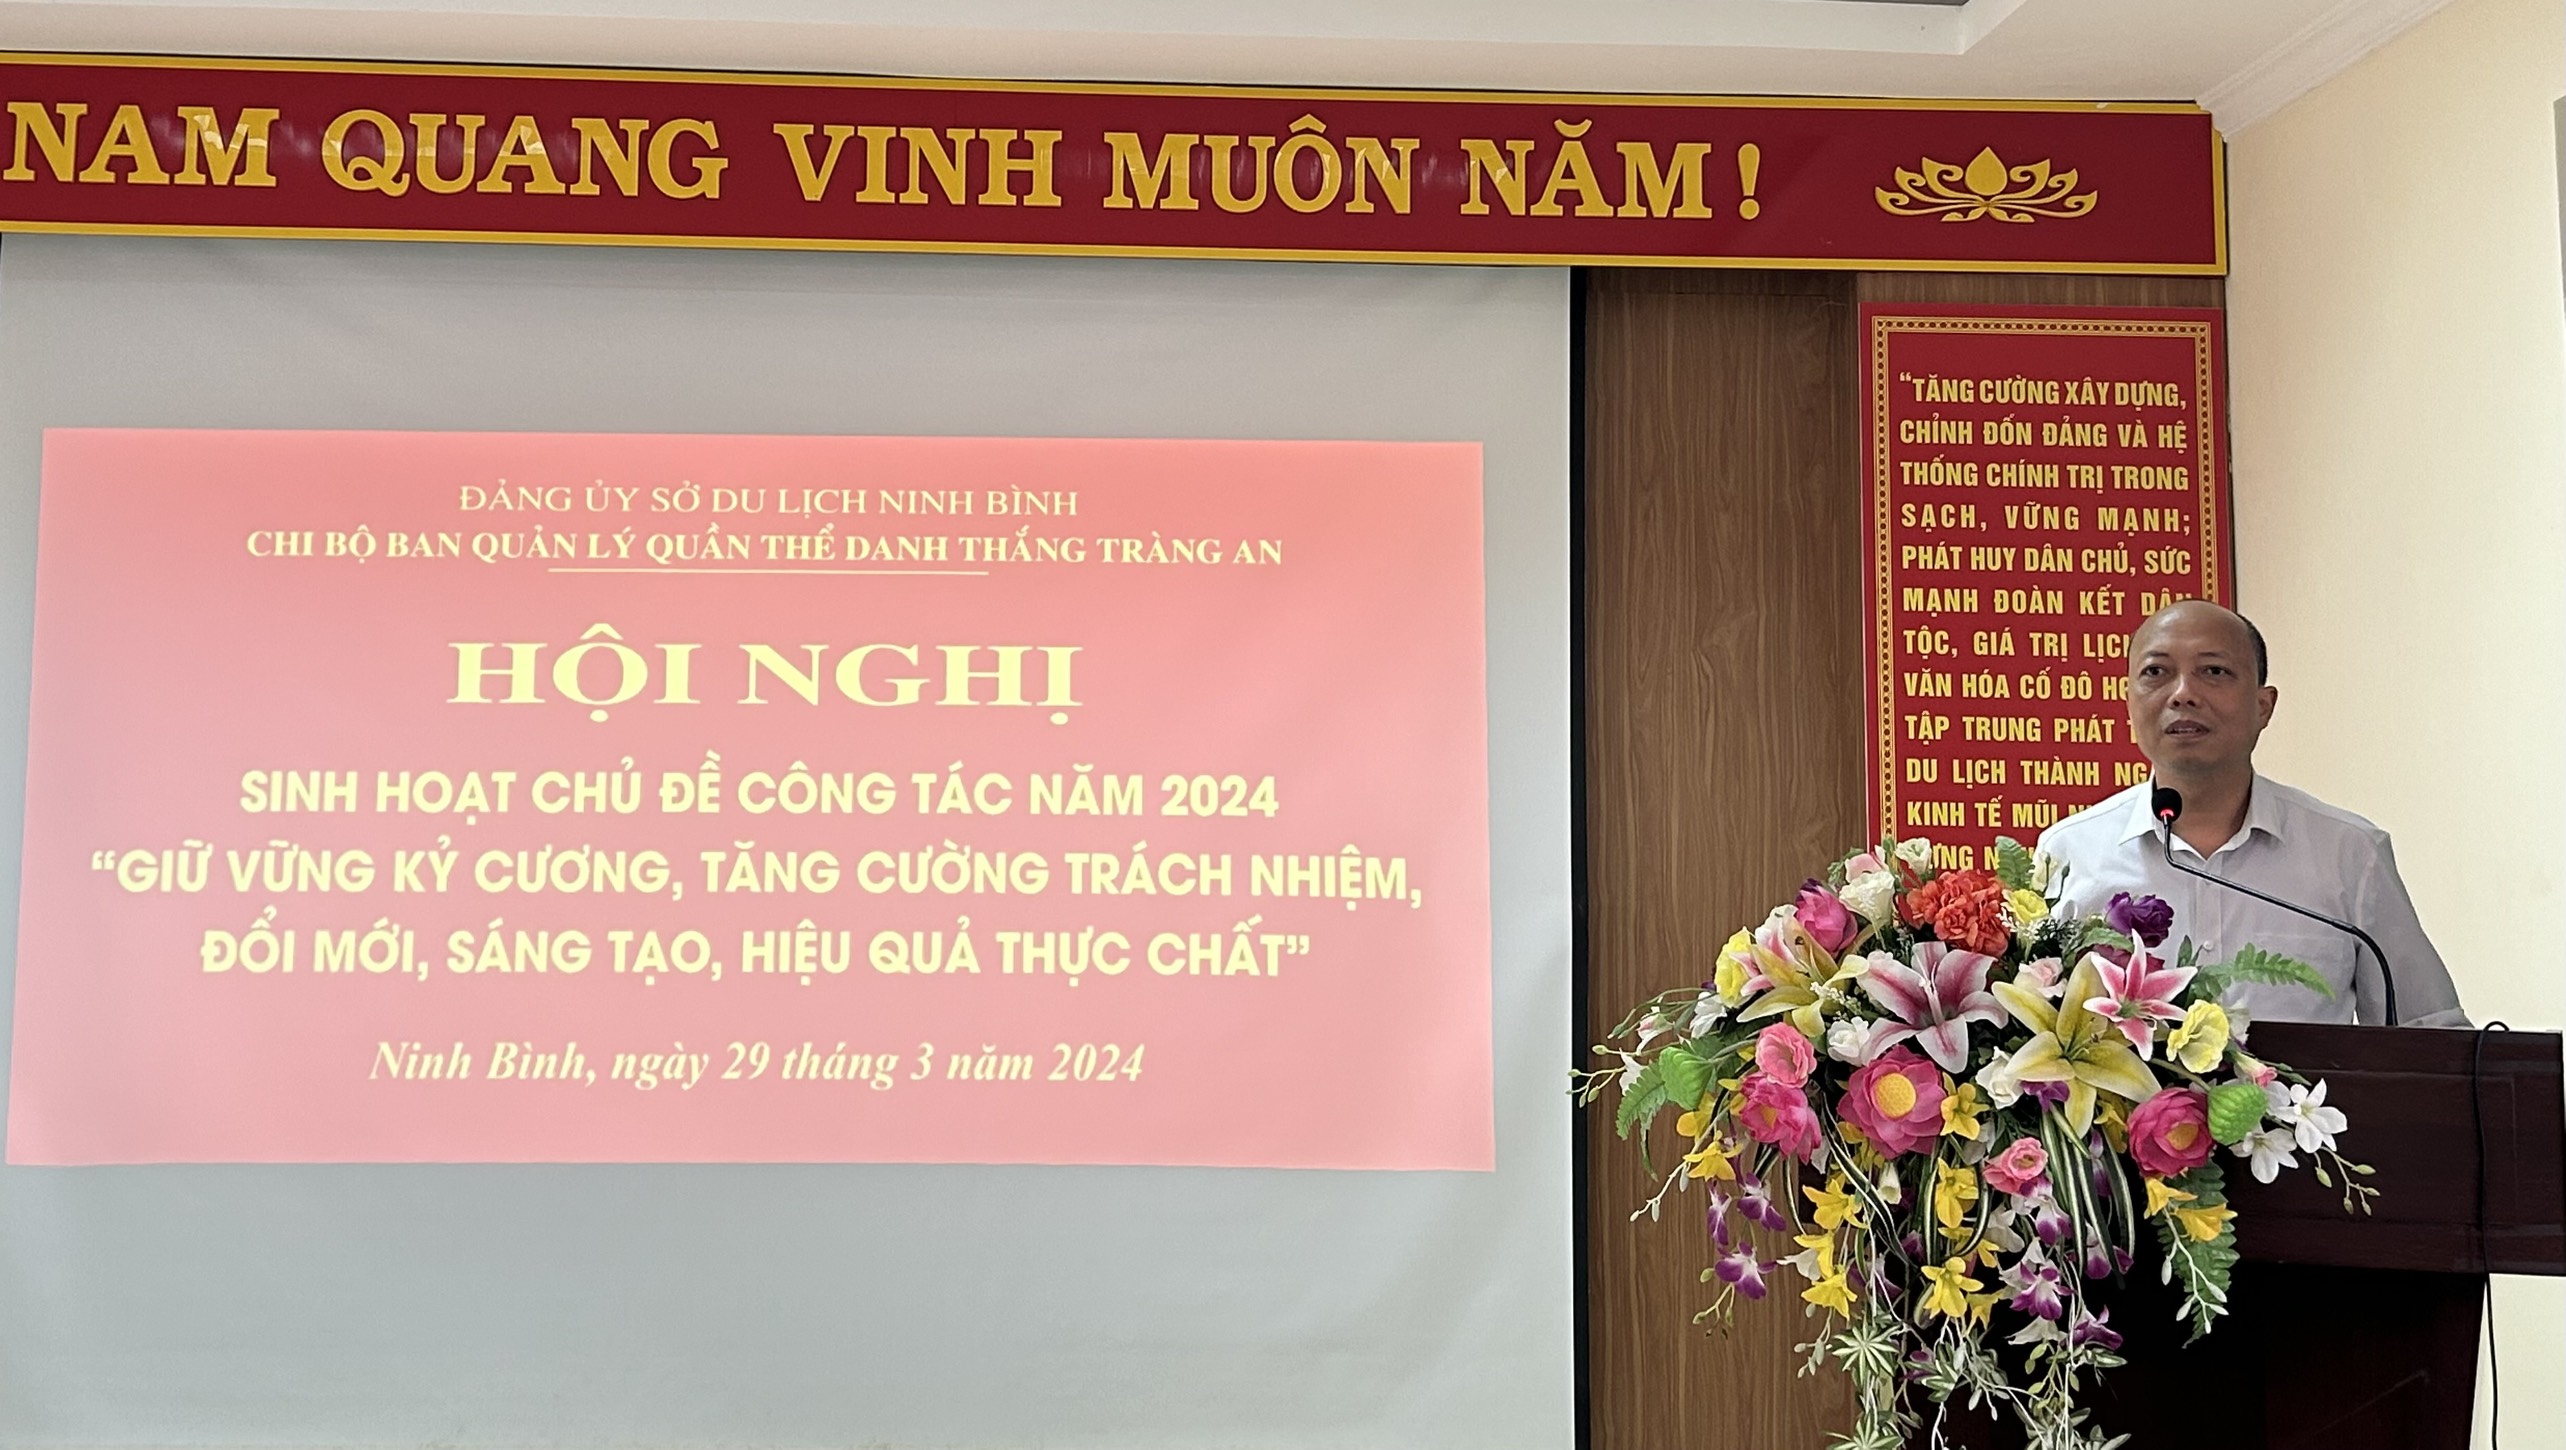 NAM QUANG VINH MUÔN NĂM!
ĐẢNG ỦY SỞ DU LỊCH NINH BÌNH
CHI BỘ BAN QUẢN LÝ QUẦN THỂ DANH THẮNG TRÀNG AN
HỘI NGHỊ
SINH HOẠT CHỦ ĐỀ CÔNG TÁC NĂM 2024
“GIỮ VỮNG KỶ CƯƠNG, TĂNG CƯỜNG TRÁCH NHIỆM,
ĐỔI MỚI, SÁNG TẠO, HIỆU QUẢ THỰC CHẤT”
Ninh Bình, ngày 29 tháng 3 năm 2024
“TĂNG CƯỜNG XÂY DỰNG,
CHỈNH ĐỐN ĐẢNG VÀ HỆ
THỐNG CHÍNH TRỊ TRONG
SẠCH, VỮNG MẠNH;
PHÁT HUY DÂN CHỦ, SỨC
MẠNH ĐOÀN KẾT DÂN
TỘC, GIÁ TRỊ
VĂN HÓA CỐ ĐÔ
TẬP TRUNG PHÁT
DU LỊCH THÀNH
KINH TẾ MŨI